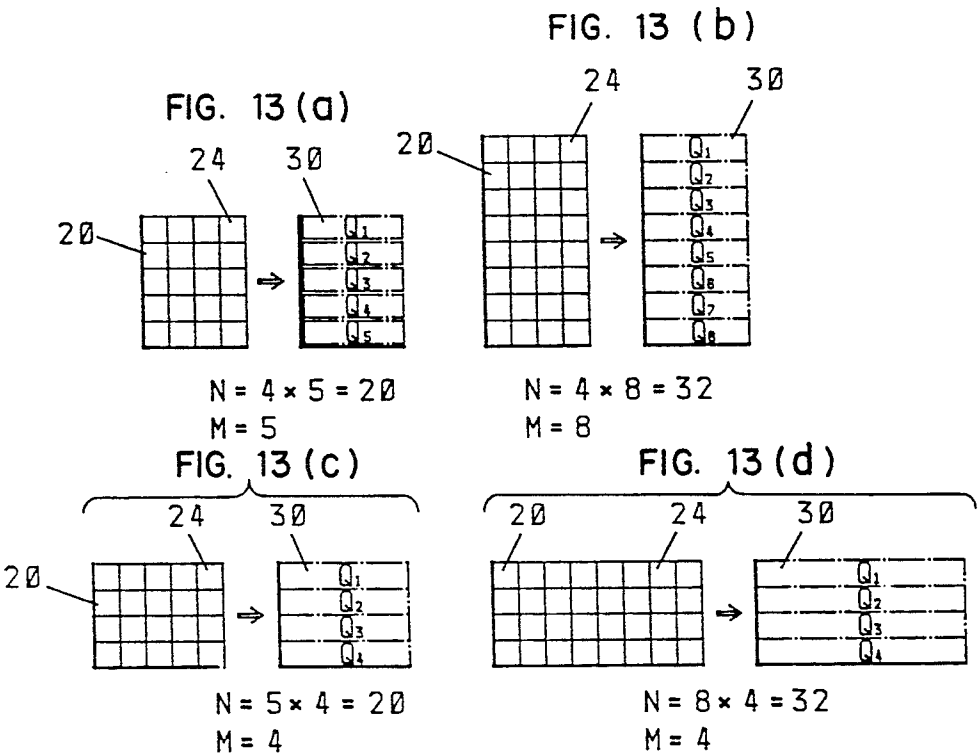 FIG. 13 (a)
24
30
20
Q1
Q2
Q3
Q4
Q5
N = 4 × 5 = 20
M = 5
FIG. 13 (b)
24
30
20
Q1
Q2
Q3
Q4
Q5
Q6
Q7
Q8
N = 4 × 8 = 32
M = 8
FIG. 13 (c)
24
30
20
Q1
Q2
Q3
Q4
N = 5 × 4 = 20
M = 4
FIG. 13 (d)
20
24
30
Q1
Q2
Q3
Q4
N = 8 × 4 = 32
M = 4